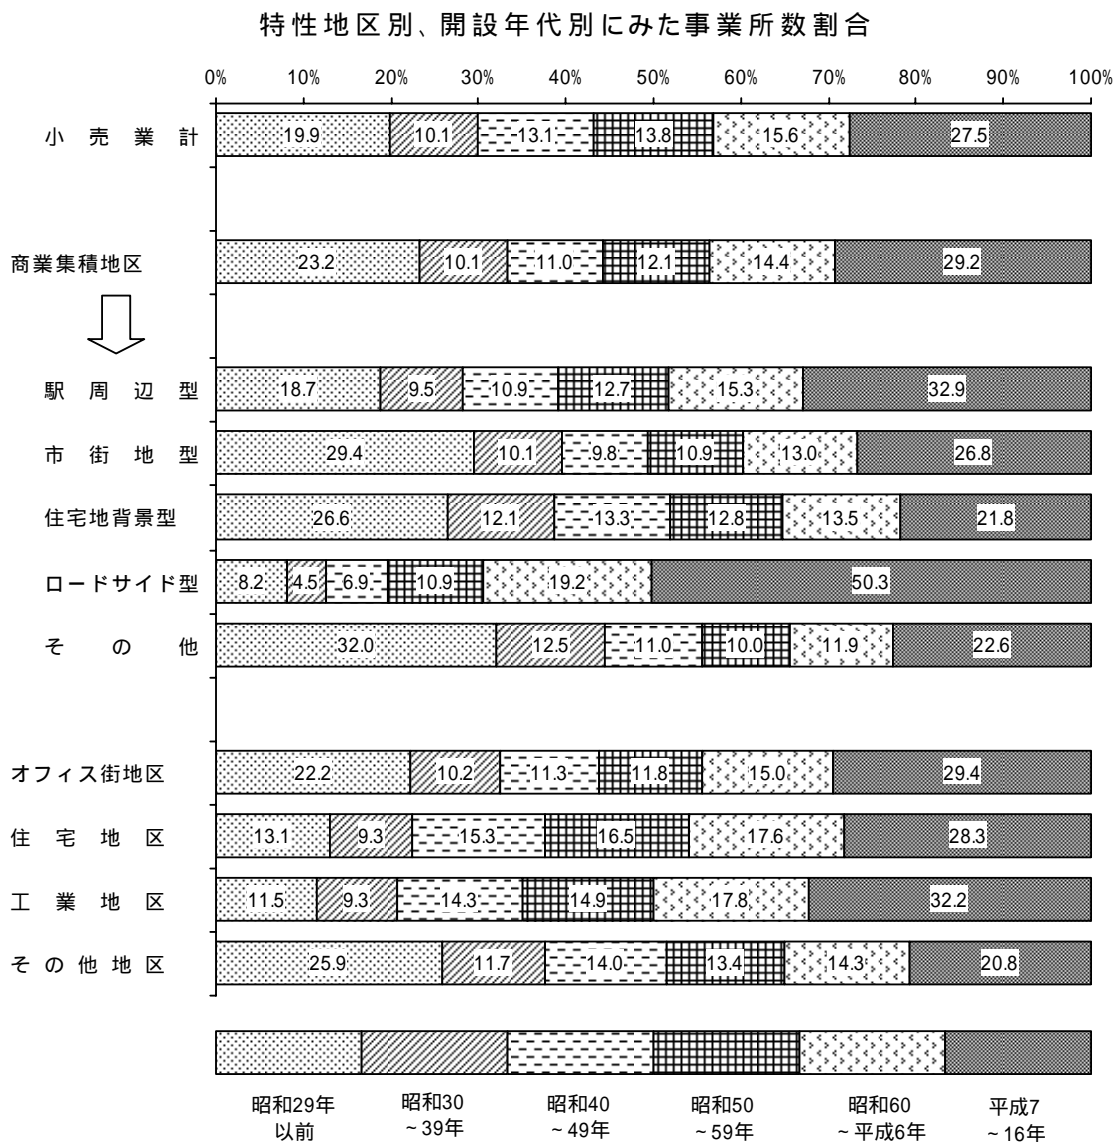 特性地区別、開設年代別にみた事業所数割合
0% 10% 20% 30% 40% 50% 60% 70% 80% 90% 100%
小売業計 19.9 10.1 13.1 13.8 15.6 27.5
商業集積地区 23.2 10.1 11.0 12.1 14.4 29.2
駅周辺型 18.7 9.5 10.9 12.7 15.3 32.9
市街地型 29.4 10.1 9.8 10.9 13.0 26.8
住宅地背景型 26.6 12.1 13.3 12.8 13.5 21.8
ロードサイド型 8.2 4.5 6.9 10.9 19.2 50.3
その他 32.0 12.5 11.0 10.0 11.9 22.6
オフィス街地区 22.2 10.2 11.3 11.8 15.0 29.4
住宅地区 13.1 9.3 15.3 16.5 17.6 28.3
工業地区 11.5 9.3 14.3 14.9 17.8 32.2
その他地区 25.9 11.7 14.0 13.4 14.3 20.8
昭和29年 昭和30 昭和40 昭和50 昭和60 平成7
以前 ~39年 ~49年 ~59年 ~平成6年 ~16年